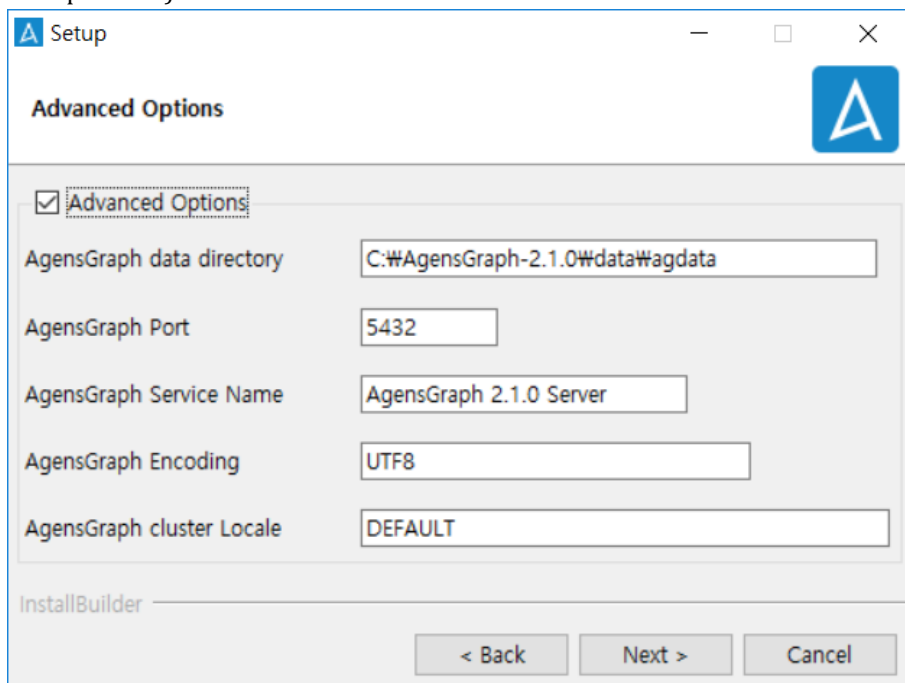 Setup
Advanced Options
Advanced Options
AgensGraph data directory
C:₩AgensGraph-2.1.0₩data₩agdata
AgensGraph Port
5432
AgensGraph Service Name
AgensGraph 2.1.0 Server
AgensGraph Encoding
UTF8
AgensGraph cluster Locale
DEFAULT
InstallBuilder
< Back
Next >
Cancel